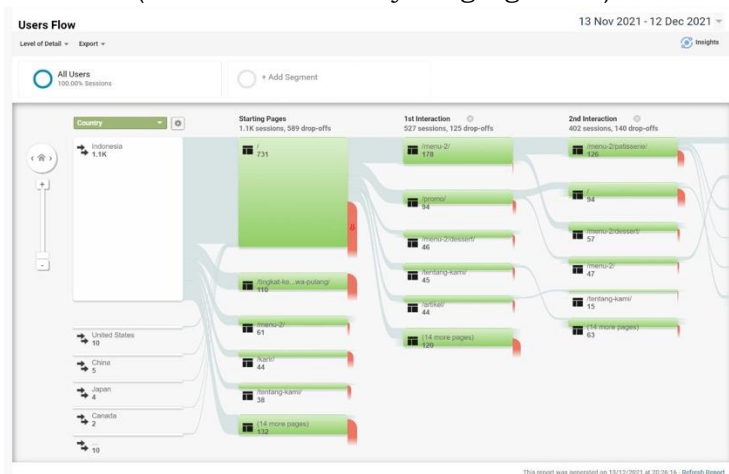 Users Flow
13 Nov 2021 - 12 Dec 2021
Level of Detail
Export
Insights
All Users
100.00% Sessions
+ Add Segment
Country
Starting Pages
1.1K sessions, 589 drop-offs
1st Interaction
527 sessions, 125 drop-offs
2nd Interaction
402 sessions, 140 drop-offs
Indonesia
1.1K
United States
10
China
5
Japan
4
Canada
2
...
10
/
731
/tingkat-ke...wa-pulang/
110
/menu-2/
61
/karir/
44
/tentang-kami/
38
(14 more pages)
132
/menu-2/
178
/promo/
94
/menu-2/dessert/
46
/tentang-kami/
45
/artikel/
44
(14 more pages)
120
/menu-2/patisserie/
126
/
94
/menu-2/dessert/
57
/menu-2/
47
/tentang-kami/
15
(14 more pages)
63
This report was generated on 13/12/2021 at 20:26:16 - Refresh Report